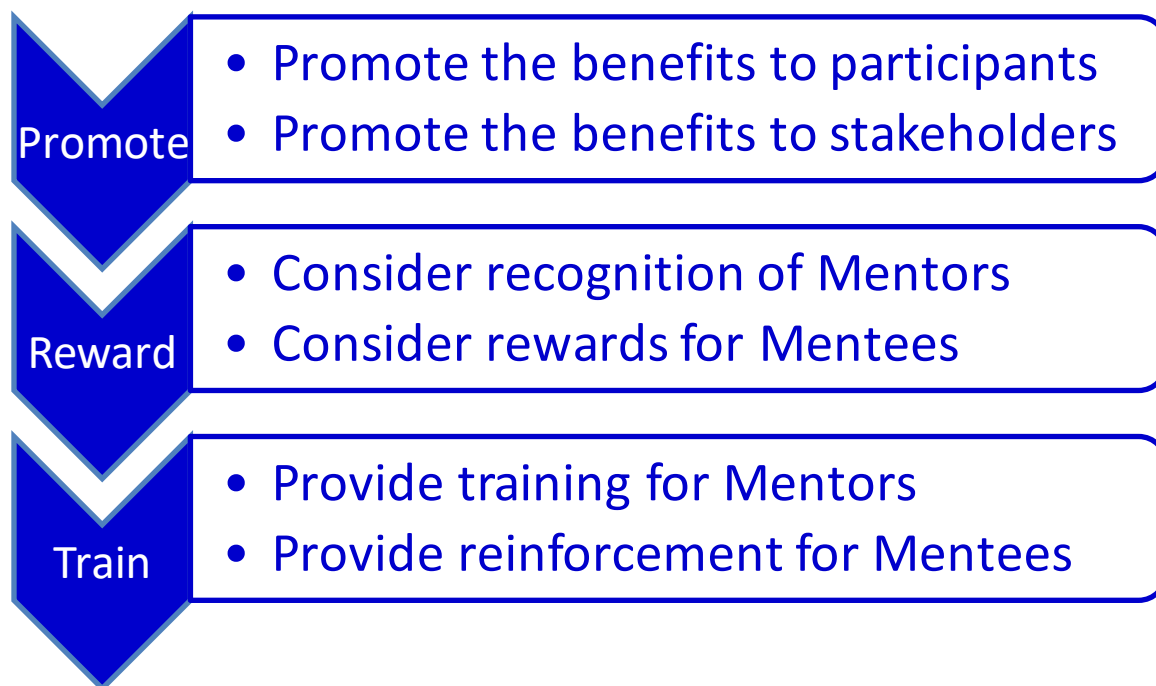 Promote
• Promote the benefits to participants
• Promote the benefits to stakeholders
Reward
• Consider recognition of Mentors
• Consider rewards for Mentees
Train
• Provide training for Mentors
• Provide reinforcement for Mentees